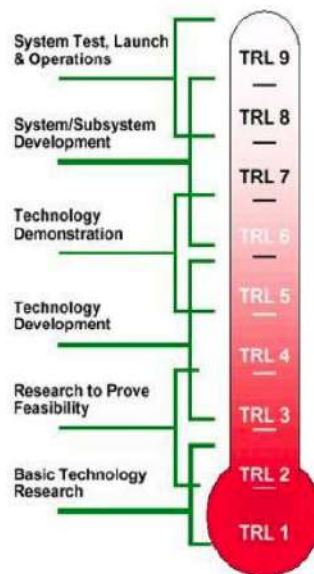 System Test, Launch
& Operations
System/Subsystem
Development
Technology
Demonstration
Technology
Development
Research to Prove
Feasibility
Basic Technology
Research
TRL 9
TRL 8
TRL 7
TRL 6
TRL 5
TRL 4
TRL 3
TRL 2
TRL 1